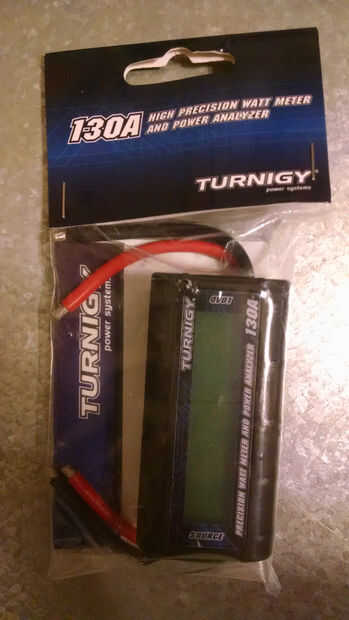 130A HIGH PRECISION WATT METER
AND POWER ANALYZER
TURNIGY
power systems
TURNIGY
power systems
TURNIGY
LOAD
130A
PRECISION WATT METER AND POWER ANALYZER
SOURCE